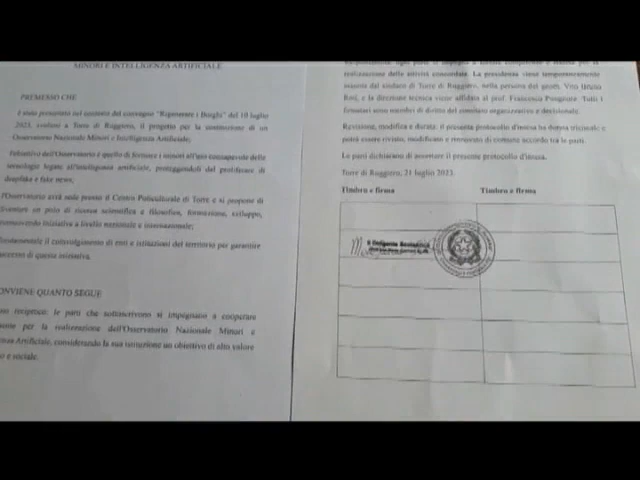 MINORI E INTELLIGENZA ARTIFICIALE
PREMESSO CHE
è stato presentato nel contesto del convegno "Rigenerare i Borghi" del 10 luglio
2023, svoltosi a Torre di Ruggiero, il progetto per la costituzione di un
Osservatorio Nazionale Minori e Intelligenza Artificiale;
l'obiettivo dell'Osservatorio è quello di formare i minori all'uso consapevole delle
tecnologie legate all'intelligenza artificiale, proteggendoli dal proliferare di
deepfake e fake news;
l'Osservatorio avrà sede presso il Centro Policulturale di Torre e si propone di
diventare un polo di ricerca scientifica e filosofica, formazione, sviluppo,
promuovendo iniziative a livello nazionale e internazionale;
fondamentale il coinvolgimento di enti e istituzioni del territorio per garantire
successo di questa iniziativa.
CONVIENE QUANTO SEGUE
reciproco: le parti che sottoscrivono si impegnano a cooperare
per la realizzazione dell'Osservatorio Nazionale Minori e
Artificiale, considerando la sua istituzione un obiettivo di alto valore
e sociale.
realizzazione delle attività concordate. La presidenza viene temporaneamente
assunta dal sindaco di Torre di Ruggiero, nella persona del geom. Vito
Roti, e la direzione tecnica viene affidata al prof. Francesco Pungitore. Tutti i
firmatari sono membri di diritto del comitato organizzativo e decisionale.
Revisione, modifica e durata: il presente protocollo d'intesa ha durata triennale e
potrà essere rivisto, modificato e integrato di comune accordo tra le parti.
Le parti dichiarano di accettare il presente protocollo d'intesa.
Torre di Ruggiero, 21 luglio 2023
Timbro e firma Timbro e firma
Il Dirigente Scolastico